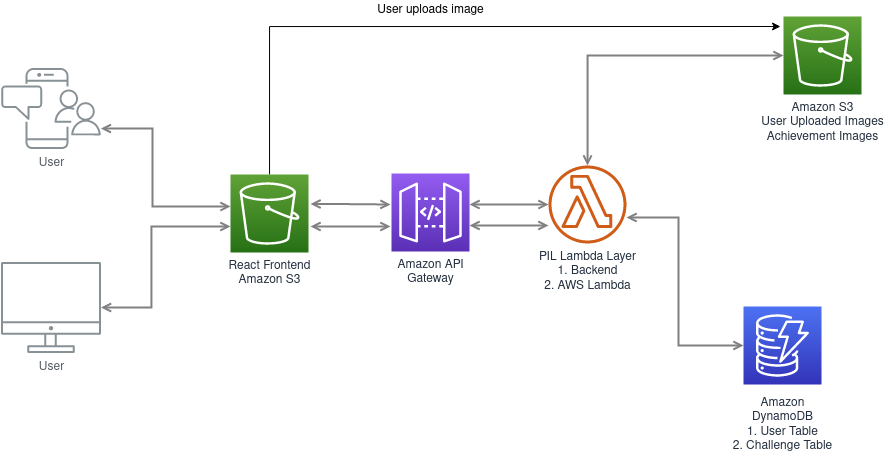 User uploads image
Amazon S3
User Uploaded Images
Achievement Images
User
React Frontend
Amazon S3
</>
Amazon API
Gateway
PIL Lambda Layer
1. Backend
2. AWS Lambda
User
Amazon
DynamoDB
1. User Table
2. Challenge Table